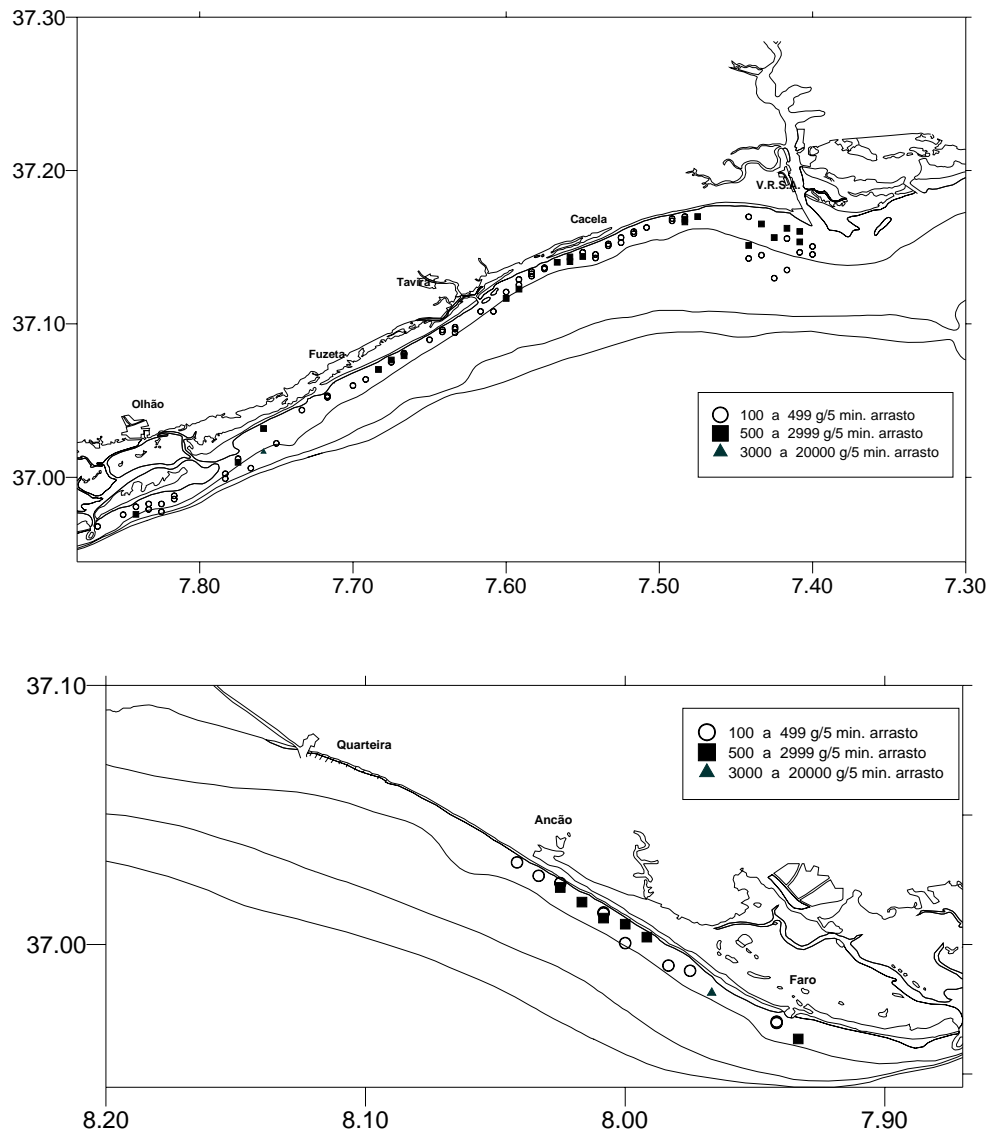 37.30
37.20
V.R.S.A.
Cacela
Tavira
37.10
Fuzeta
Olhão
100 a 499 g/5 min. arrasto
500 a 2999 g/5 min. arrasto
3000 a 20000 g/5 min. arrasto
37.00
7.80 7.70 7.60 7.50 7.40 7.30
37.10
100 a 499 g/5 min. arrasto
500 a 2999 g/5 min. arrasto
3000 a 20000 g/5 min. arrasto
Quarteira
Ancão
37.00
Faro
8.20 8.10 8.00 7.90